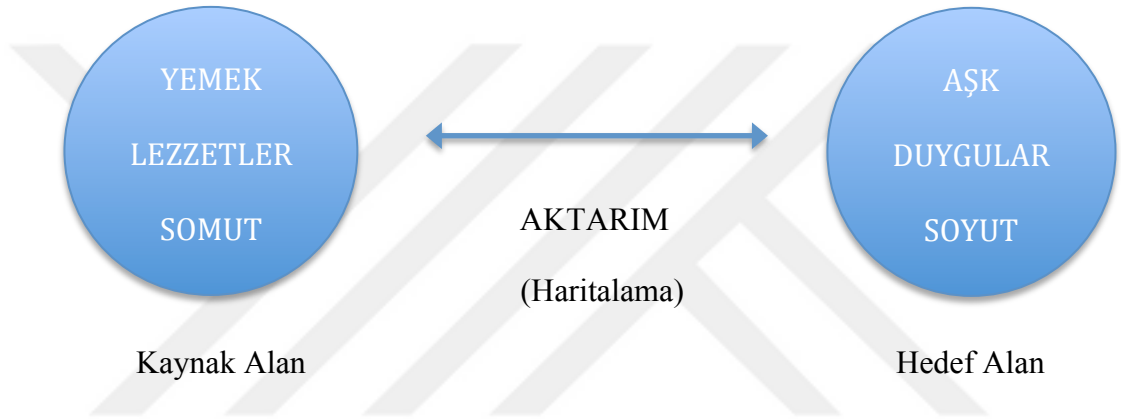 YEMEK
LEZZETLER
SOMUT
AKTARIM
(Haritalama)
AŞK
DUYGULAR
SOYUT
Kaynak Alan
Hedef Alan